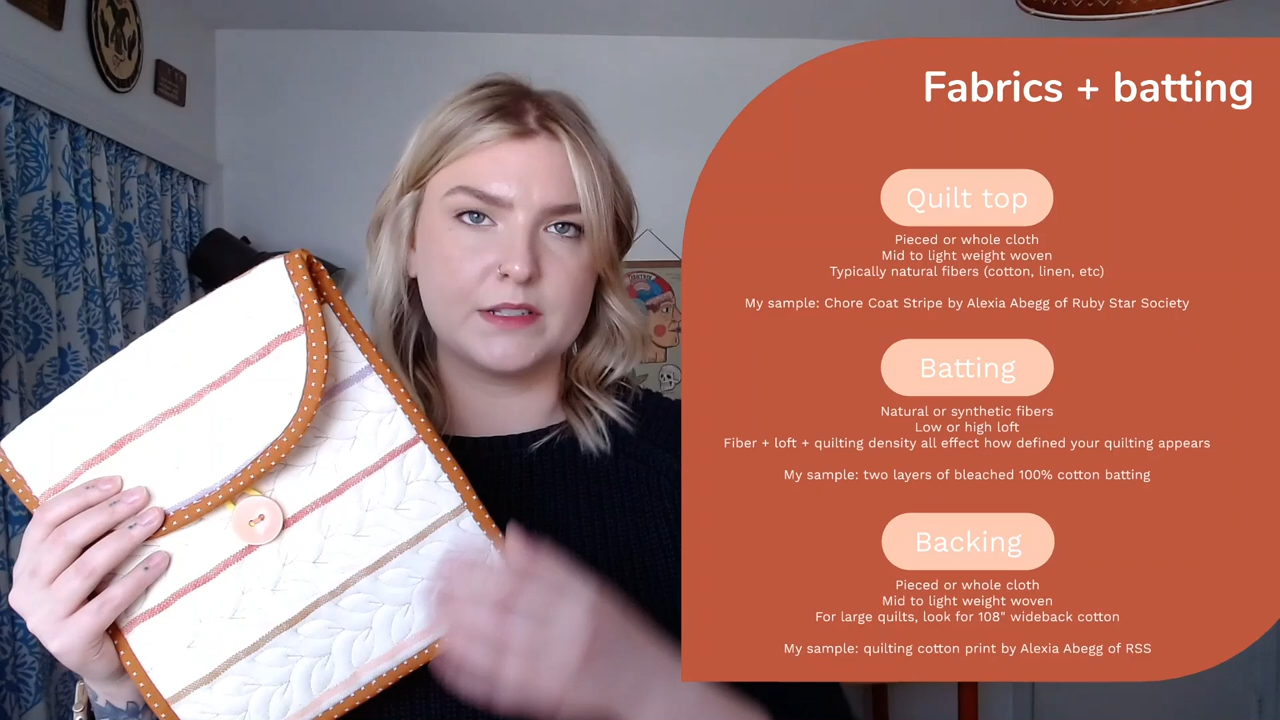 Fabrics + batting
Quilt top
Pieced or whole cloth
Mid to light weight woven
Typically natural fibers (cotton, linen, etc)
My sample: Chore Coat Stripe by Alexia Abegg of Ruby Star Society
Batting
Natural or synthetic fibers
Low or high loft
Fiber + loft + quilting density all effect how defined your quilting appears
My sample: two layers of bleached 100% cotton batting
Backing
Pieced or whole cloth
Mid to light weight woven
For large quilts, look for 108" wideback cotton
My sample: quilting cotton print by Alexia Abegg of RSS